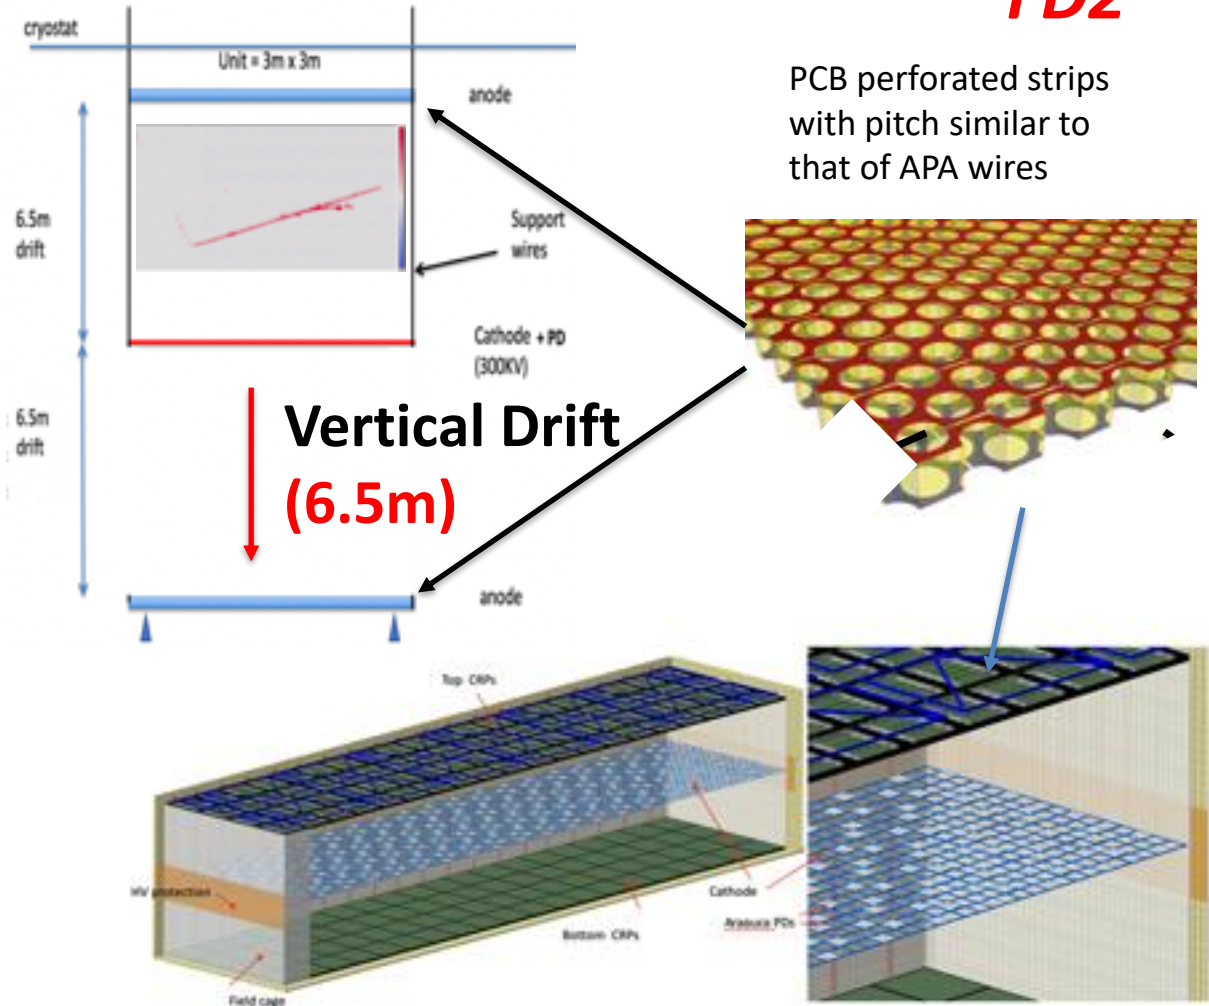 FD2
cryostat
Unit = 3m x 3m
anode
PCB perforated strips
with pitch similar to
that of APA wires
6.5m
drift
Support
wires
Cathode + PD
(300KV)
6.5m
drift
Vertical Drift
(6.5m)
anode
Top CRPs
HV protection
Cathode
Arapuca PDs
Bottom CRPs
Field cage